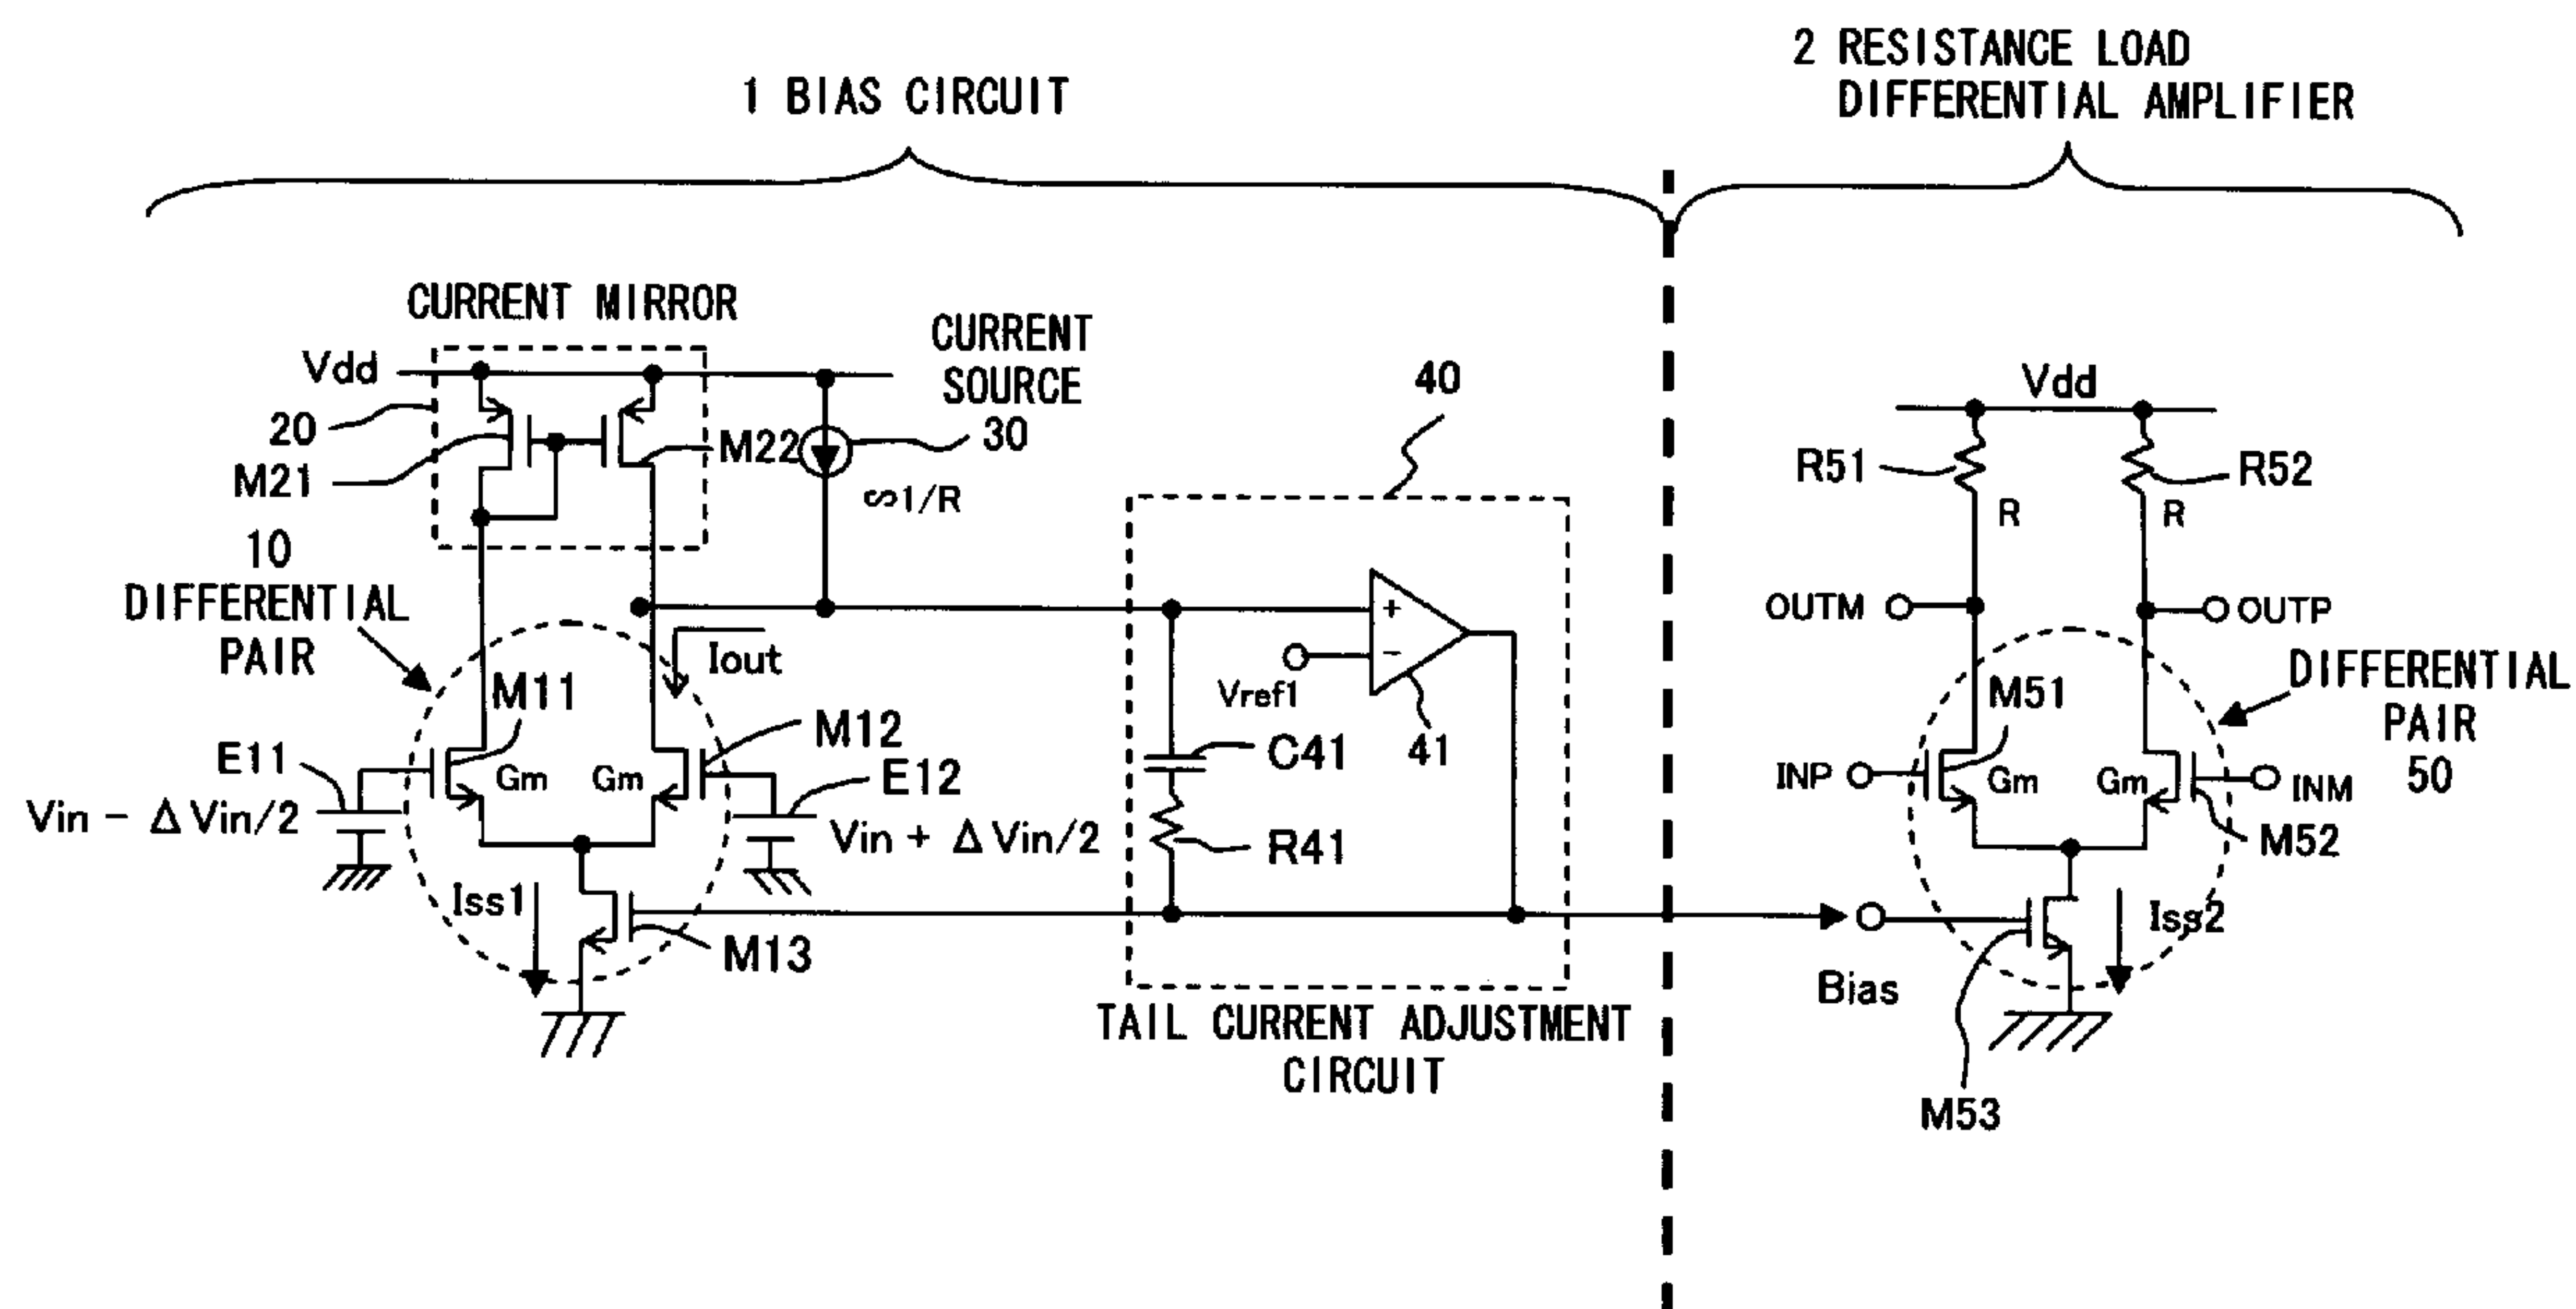 1 BIAS CIRCUIT
2 RESISTANCE LOAD
DIFFERENTIAL AMPLIFIER
CURRENT MIRROR
CURRENT
SOURCE
30
Vdd
20
M21
M22
∽1/R
10
DIFFERENTIAL
PAIR
Iout
M11
M12
E11
Vin − ΔVin/2
Gm
Gm
E12
Vin + ΔVin/2
Iss1
M13
40
+
−
Vref1
41
C41
R41
TAIL CURRENT ADJUSTMENT
CIRCUIT
Vdd
R51
R
R52
R
OUTM
OUTP
DIFFERENTIAL
PAIR
50
M51
INP
Gm
Gm
INM
M52
Bias
Iss2
M53